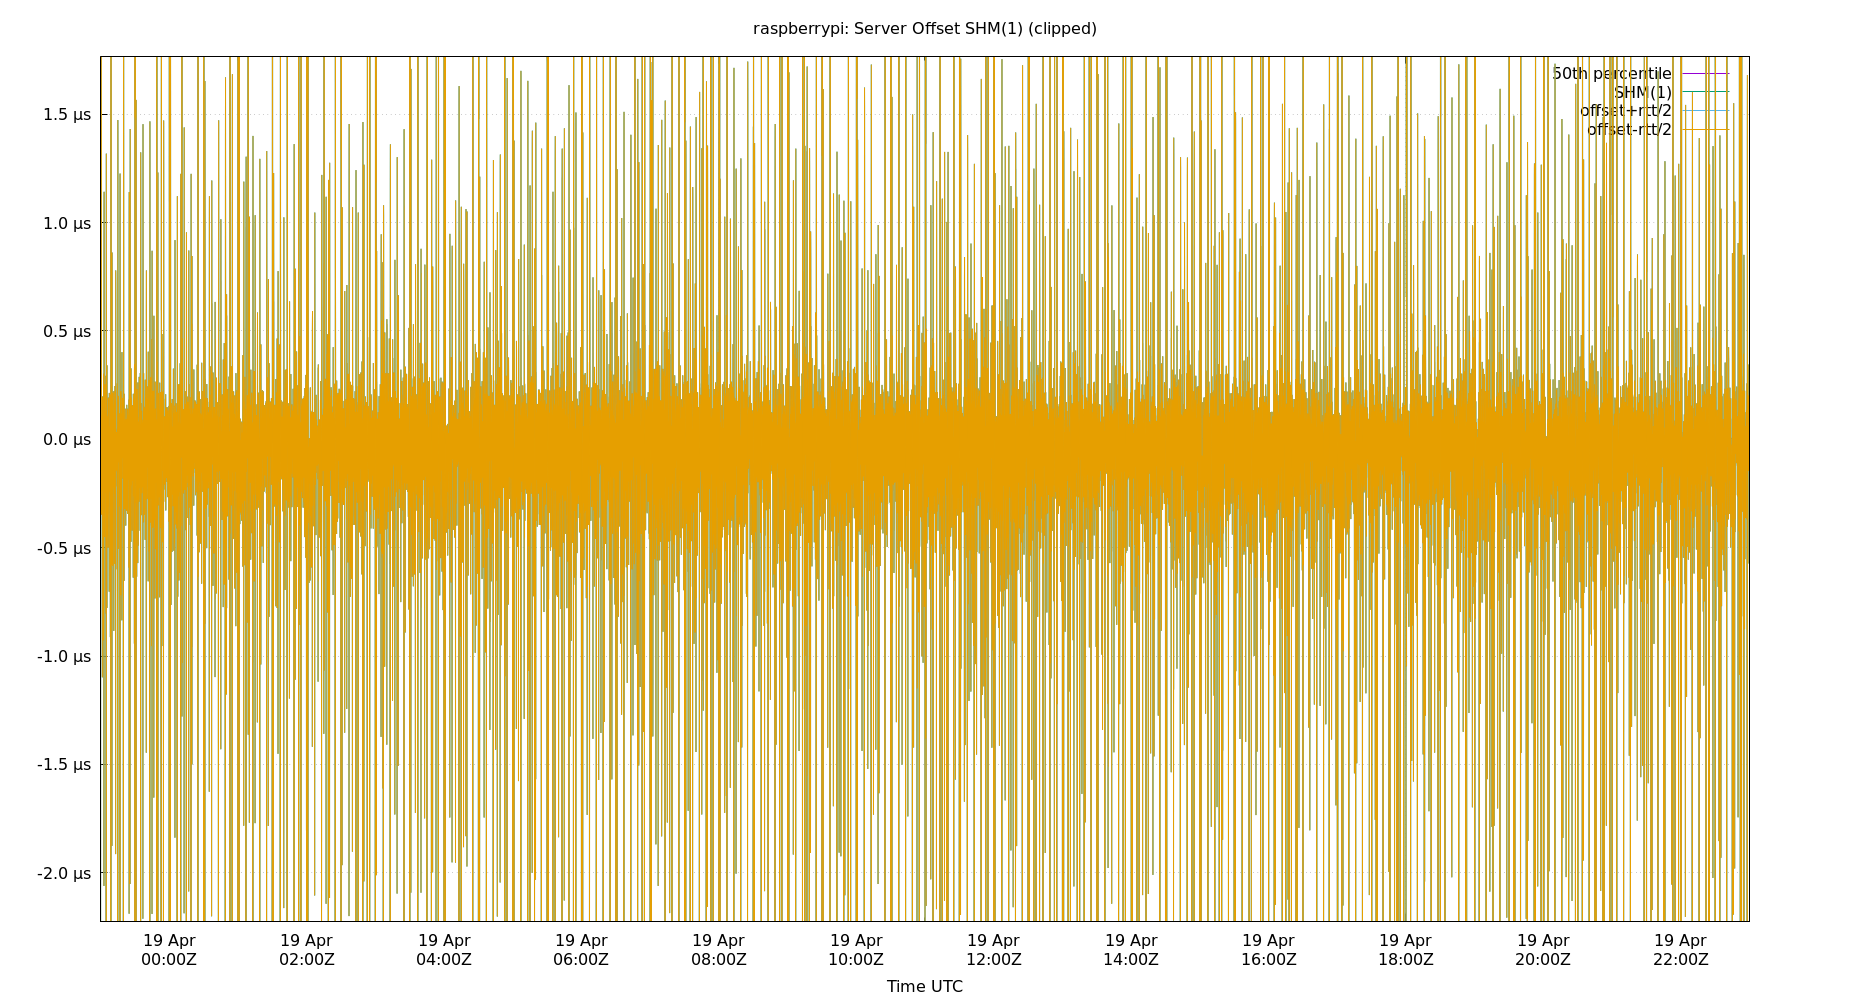 raspberrypi: Server Offset SHM(1) (clipped)
50th percentile
SHM(1)
offset+rtt/2
offset-rtt/2
1.5 µs
1.0 µs
0.5 µs
0.0 µs
-0.5 µs
-1.0 µs
-1.5 µs
-2.0 µs
19 Apr 19 Apr 19 Apr 19 Apr 19 Apr 19 Apr 19 Apr 19 Apr 19 Apr 19 Apr 19 Apr 19 Apr
00:00Z 02:00Z 04:00Z 06:00Z 08:00Z 10:00Z 12:00Z 14:00Z 16:00Z 18:00Z 20:00Z 22:00Z
Time UTC